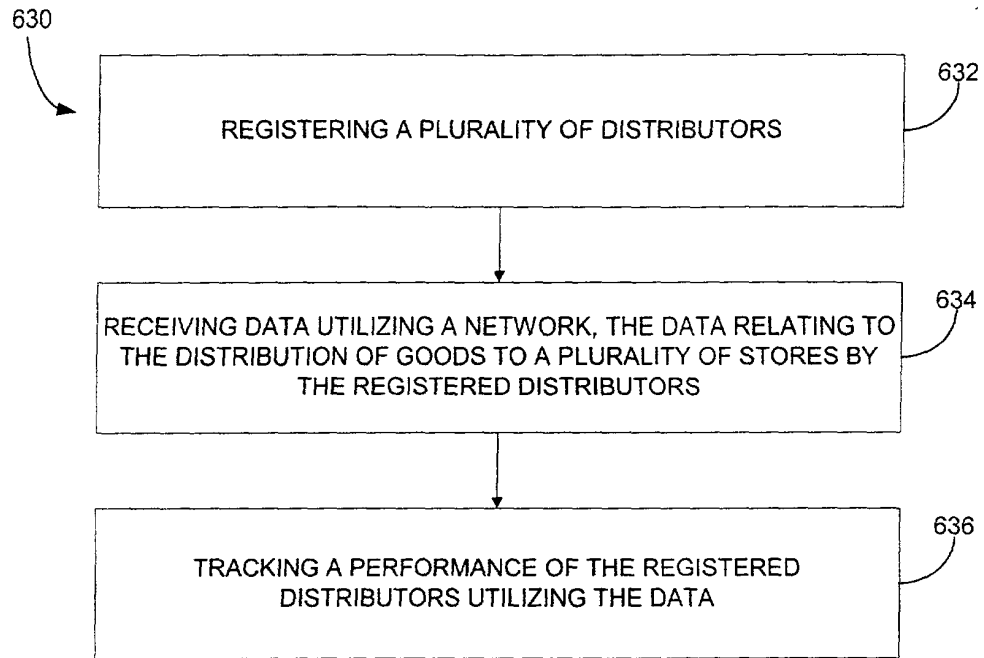 630
632
REGISTERING A PLURALITY OF DISTRIBUTORS
634
RECEIVING DATA UTILIZING A NETWORK, THE DATA RELATING TO
THE DISTRIBUTION OF GOODS TO A PLURALITY OF STORES BY
THE REGISTERED DISTRIBUTORS
636
TRACKING A PERFORMANCE OF THE REGISTERED
DISTRIBUTORS UTILIZING THE DATA